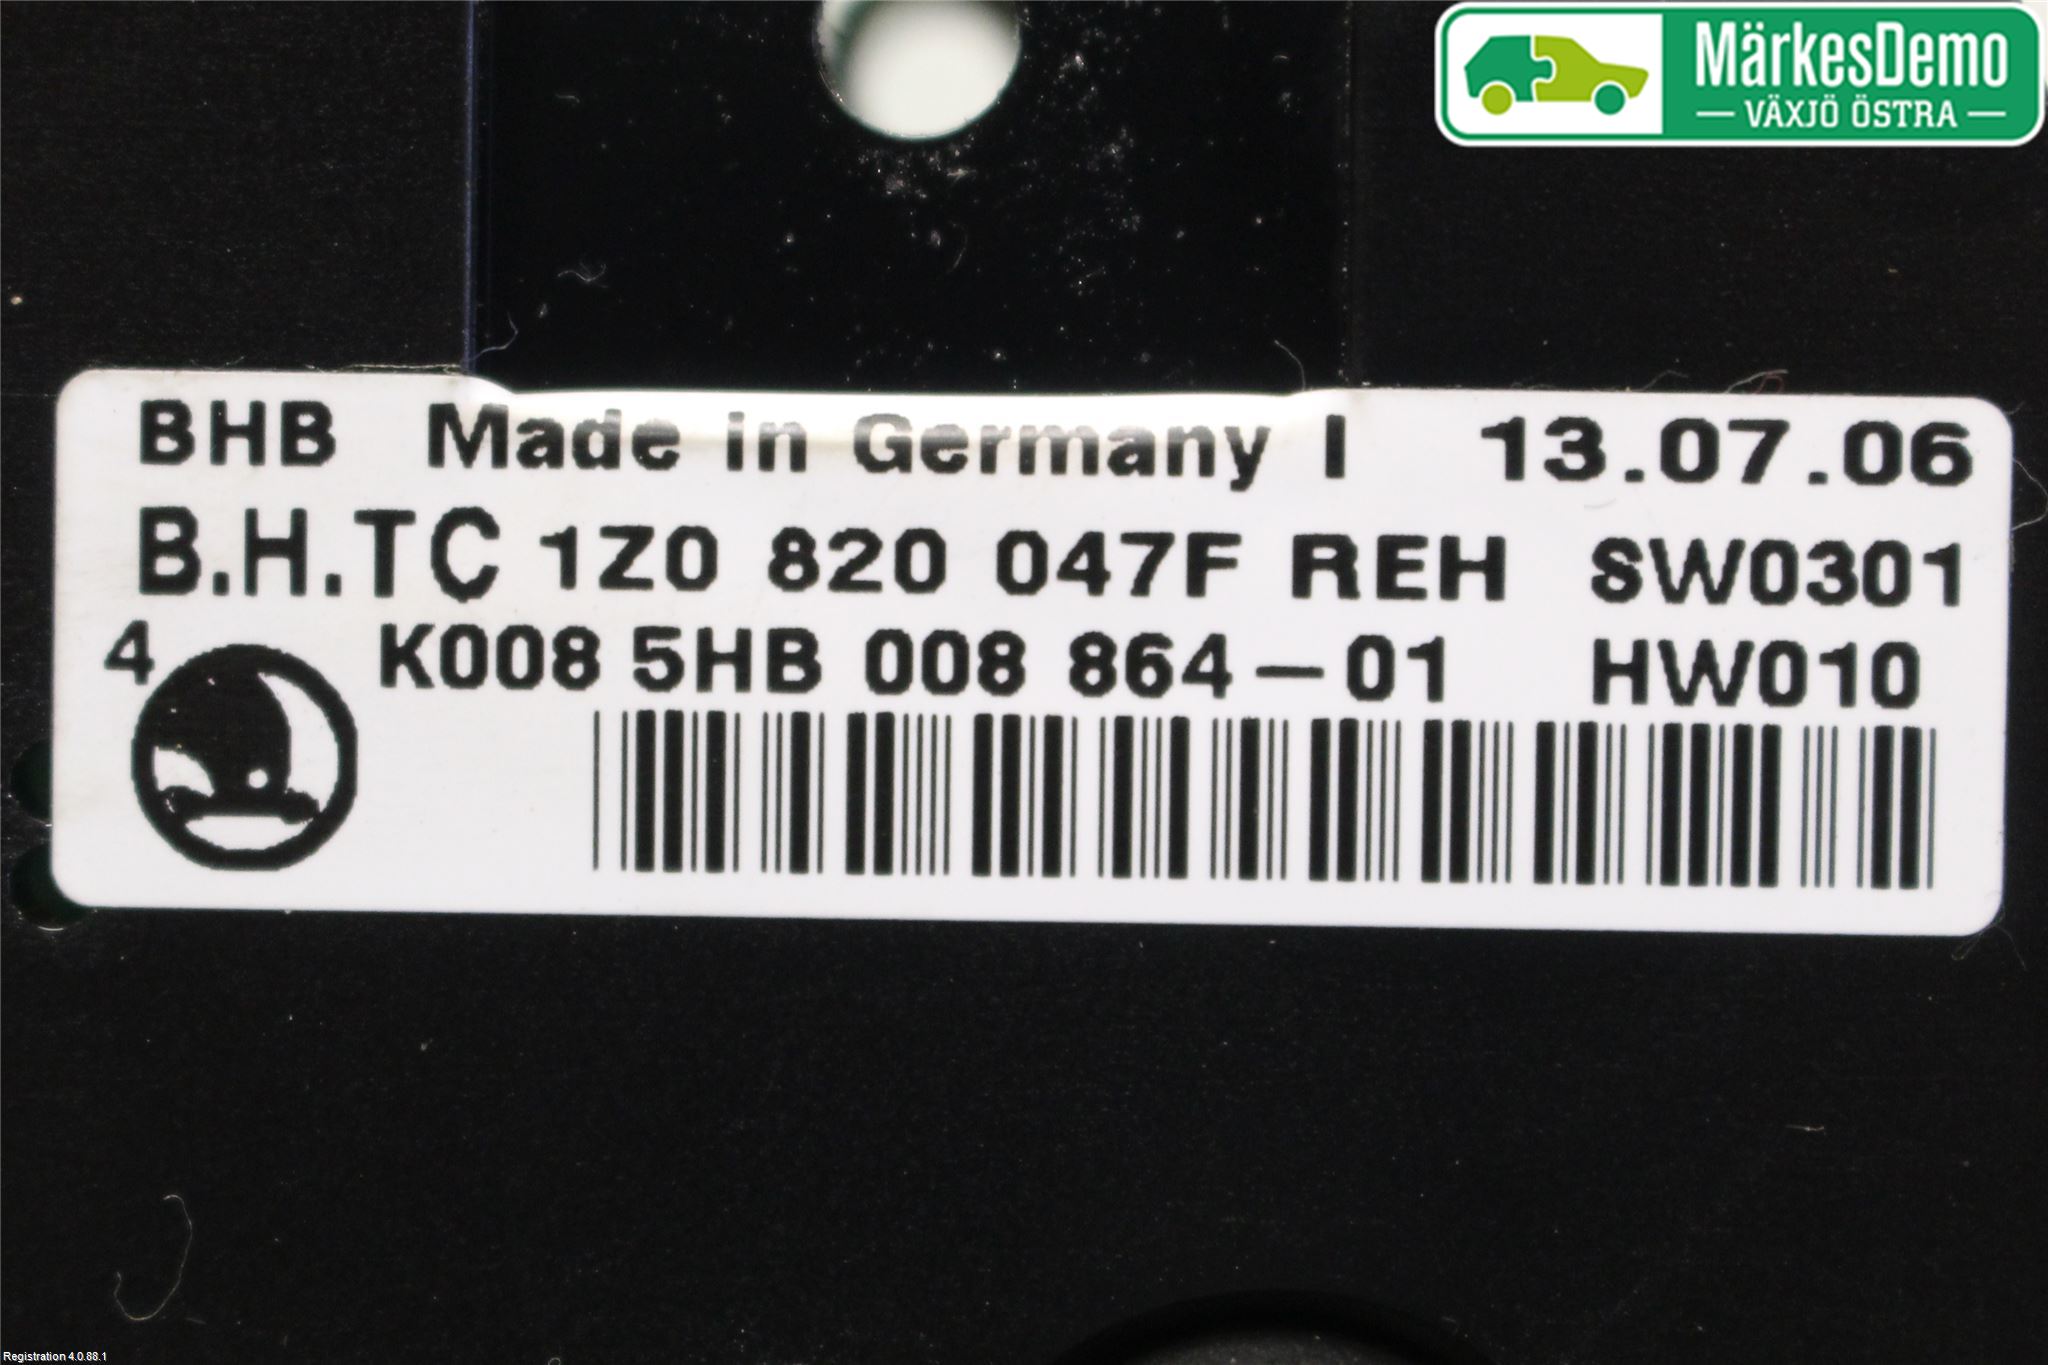 MärkesDemo
VÄXJÖ ÖSTRA
BHB Made in Germany I 13.07.06
B.H.TC 1Z0 820 047F REH SW0301
4 K008 5HB 008 864-01 HW010
Registration 4.0.88.1